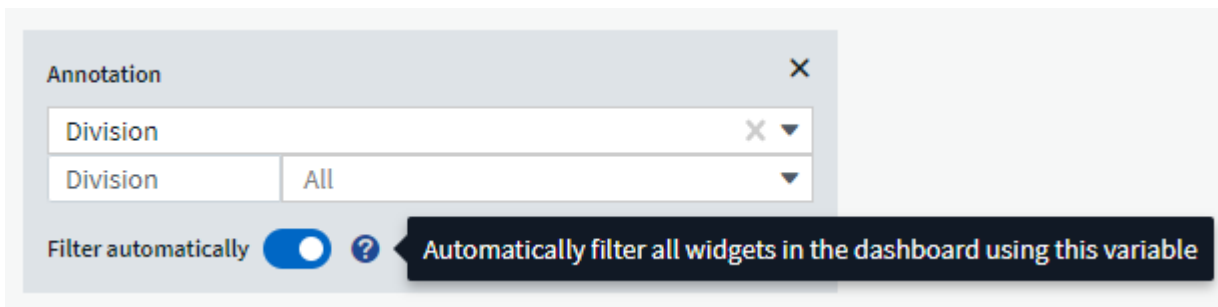 Annotation
Division
Division All
Filter automatically ? Automatically filter all widgets in the dashboard using this variable